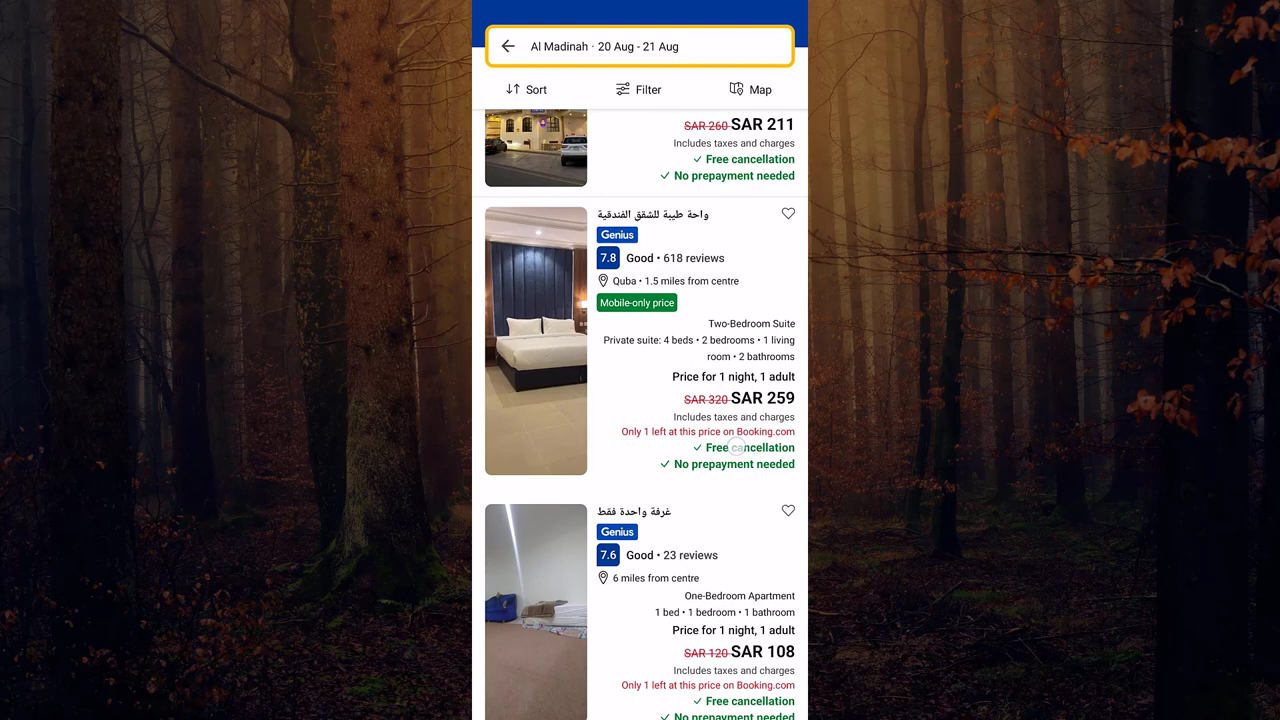 Al Madinah · 20 Aug - 21 Aug
Sort
Filter
Map
SAR 260 SAR 211
Includes taxes and charges
Free cancellation
No prepayment needed
واحة طيبة للشقق الفندقية
Genius
7.8 Good • 618 reviews
Quba • 1.5 miles from centre
Mobile-only price
Two-Bedroom Suite
Private suite: 4 beds • 2 bedrooms • 1 living
room • 2 bathrooms
Price for 1 night, 1 adult
SAR 320 SAR 259
Includes taxes and charges
Only 1 left at this price on Booking.com
Free cancellation
No prepayment needed
غرفة واحدة فقط
Genius
7.6 Good • 23 reviews
6 miles from centre
One-Bedroom Apartment
1 bed • 1 bedroom • 1 bathroom
Price for 1 night, 1 adult
SAR 120 SAR 108
Includes taxes and charges
Only 1 left at this price on Booking.com
Free cancellation
No prepayment needed